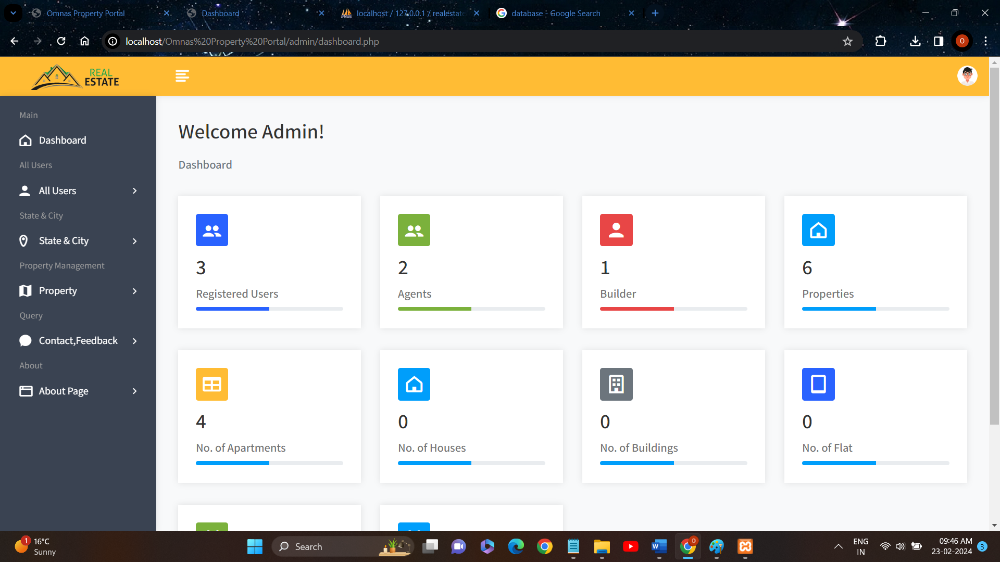 Omnas Property Portal
Dashboard
localhost / 127.0.0.1 / realestate
database - Google Search
localhost/Omnas%20Property%20Portal/admin/dashboard.php
O
REAL
ESTATE
Main
Dashboard
All Users
All Users
State & City
State & City
Property Management
Property
Query
Contact,Feedback
About
About Page
Welcome Admin!
Dashboard
3
Registered Users
2
Agents
1
Builder
6
Properties
4
No. of Apartments
0
No. of Houses
0
No. of Buildings
0
No. of Flat
1
16°C
Sunny
Search
W
O
ENG
IN
09:46 AM
23-02-2024
3